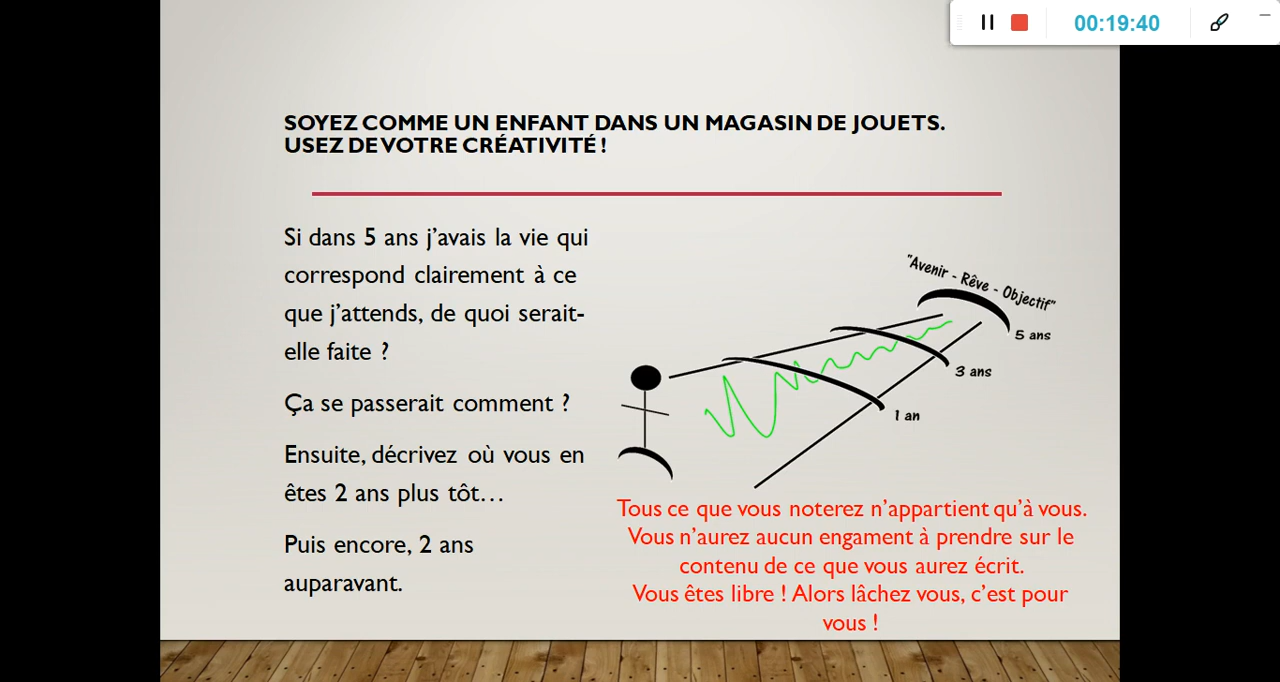 00:19:40
SOYEZ COMME UN ENFANT DANS UN MAGASIN DE JOUETS.
USEZ DE VOTRE CRÉATIVITÉ !
Si dans 5 ans j’avais la vie qui
correspond clairement à ce
que j’attends, de quoi serait-
elle faite ?
Ça se passerait comment ?
Ensuite, décrivez où vous en
êtes 2 ans plus tôt…
Puis encore, 2 ans
auparavant.
"Avenir - Rêve - Objectif"
5 ans
3 ans
1 an
Tous ce que vous noterez n’appartient qu’à vous.
Vous n’aurez aucun engament à prendre sur le
contenu de ce que vous aurez écrit.
Vous êtes libre ! Alors lâchez vous, c’est pour
vous !